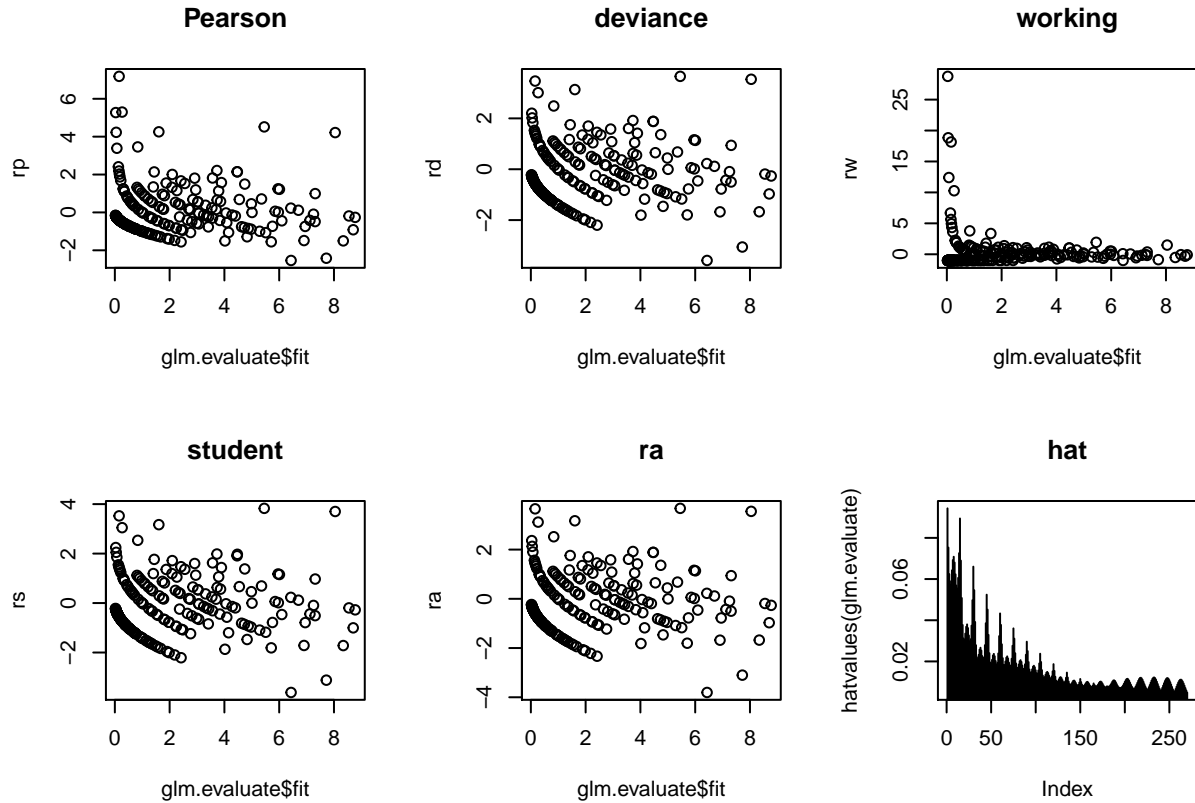 Pearson
rp
6
4
2
0
−2
0 2 4 6 8
glm.evaluate$fit
deviance
rd
2
0
−2
0 2 4 6 8
glm.evaluate$fit
working
rw
25
15
5
0
0 2 4 6 8
glm.evaluate$fit
student
rs
4
2
0
−2
0 2 4 6 8
glm.evaluate$fit
ra
ra
2
0
−2
−4
0 2 4 6 8
glm.evaluate$fit
hat
hatvalues(glm.evaluate)
0.06
0.02
0 50 150 250
Index